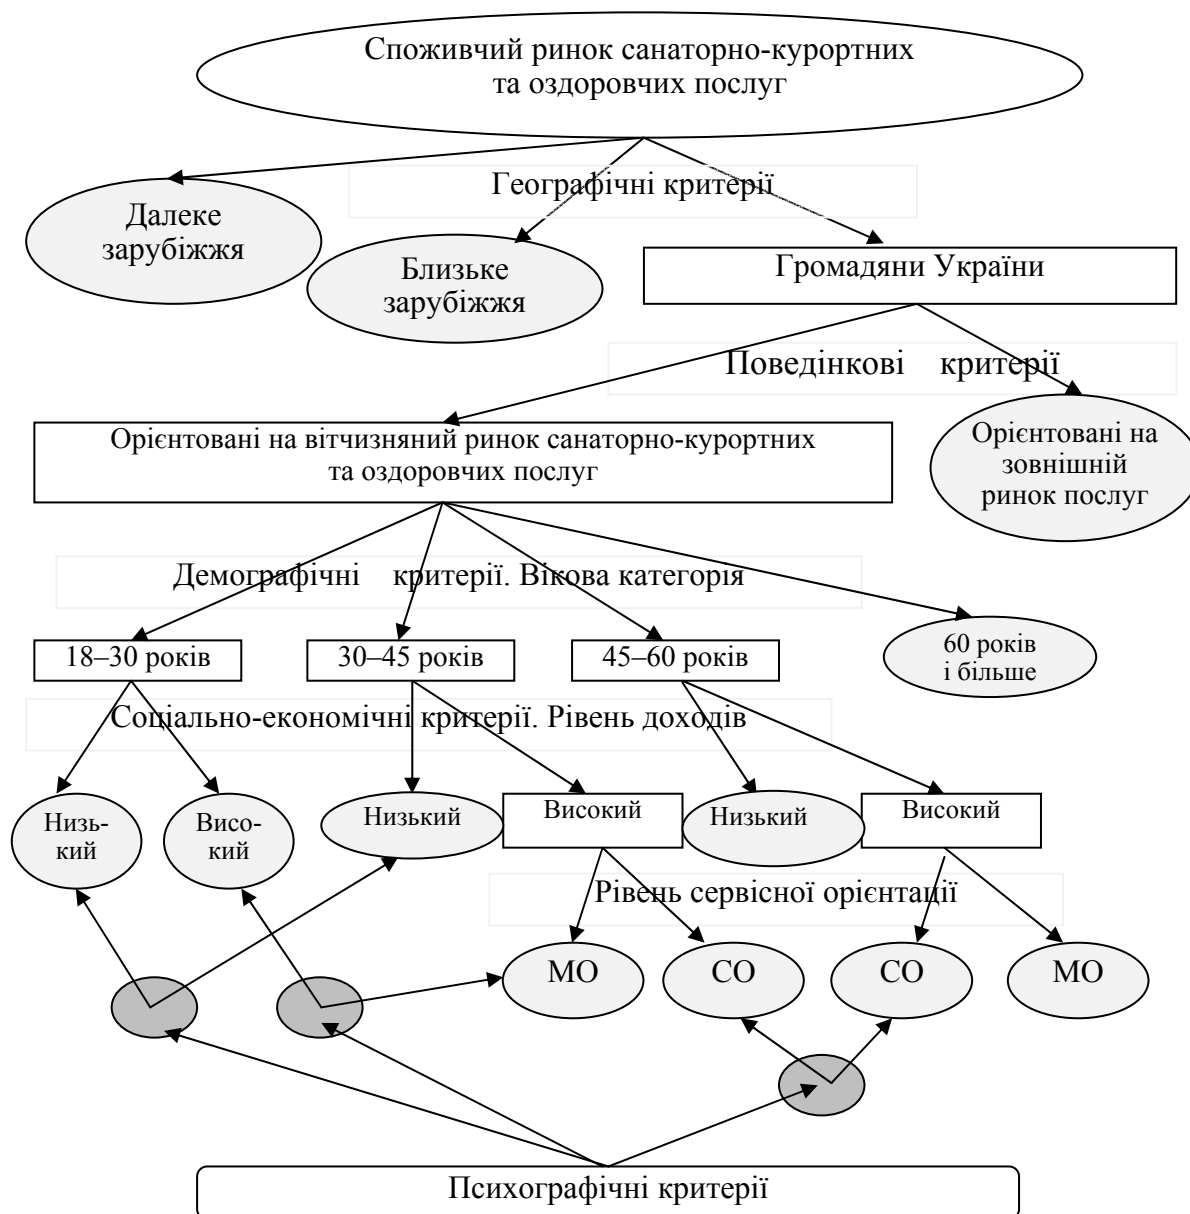 Споживчий ринок санаторно-курортних
та оздоровчих послуг
Географічні критерії
Далеке
зарубіжжя
Близьке
зарубіжжя
Громадяни України
Поведінкові критерії
Орієнтовані на вітчизняний ринок санаторно-курортних
та оздоровчих послуг
Орієнтовані на
зовнішній
ринок послуг
Демографічні критерії. Вікова категорія
18–30 років
30–45 років
45–60 років
60 років
і більше
Соціально-економічні критерії. Рівень доходів
Низь-
кий
Висо-
кий
Низький
Високий
Низький
Високий
Рівень сервісної орієнтації
МО
СО
СО
МО
Психографічні критерії